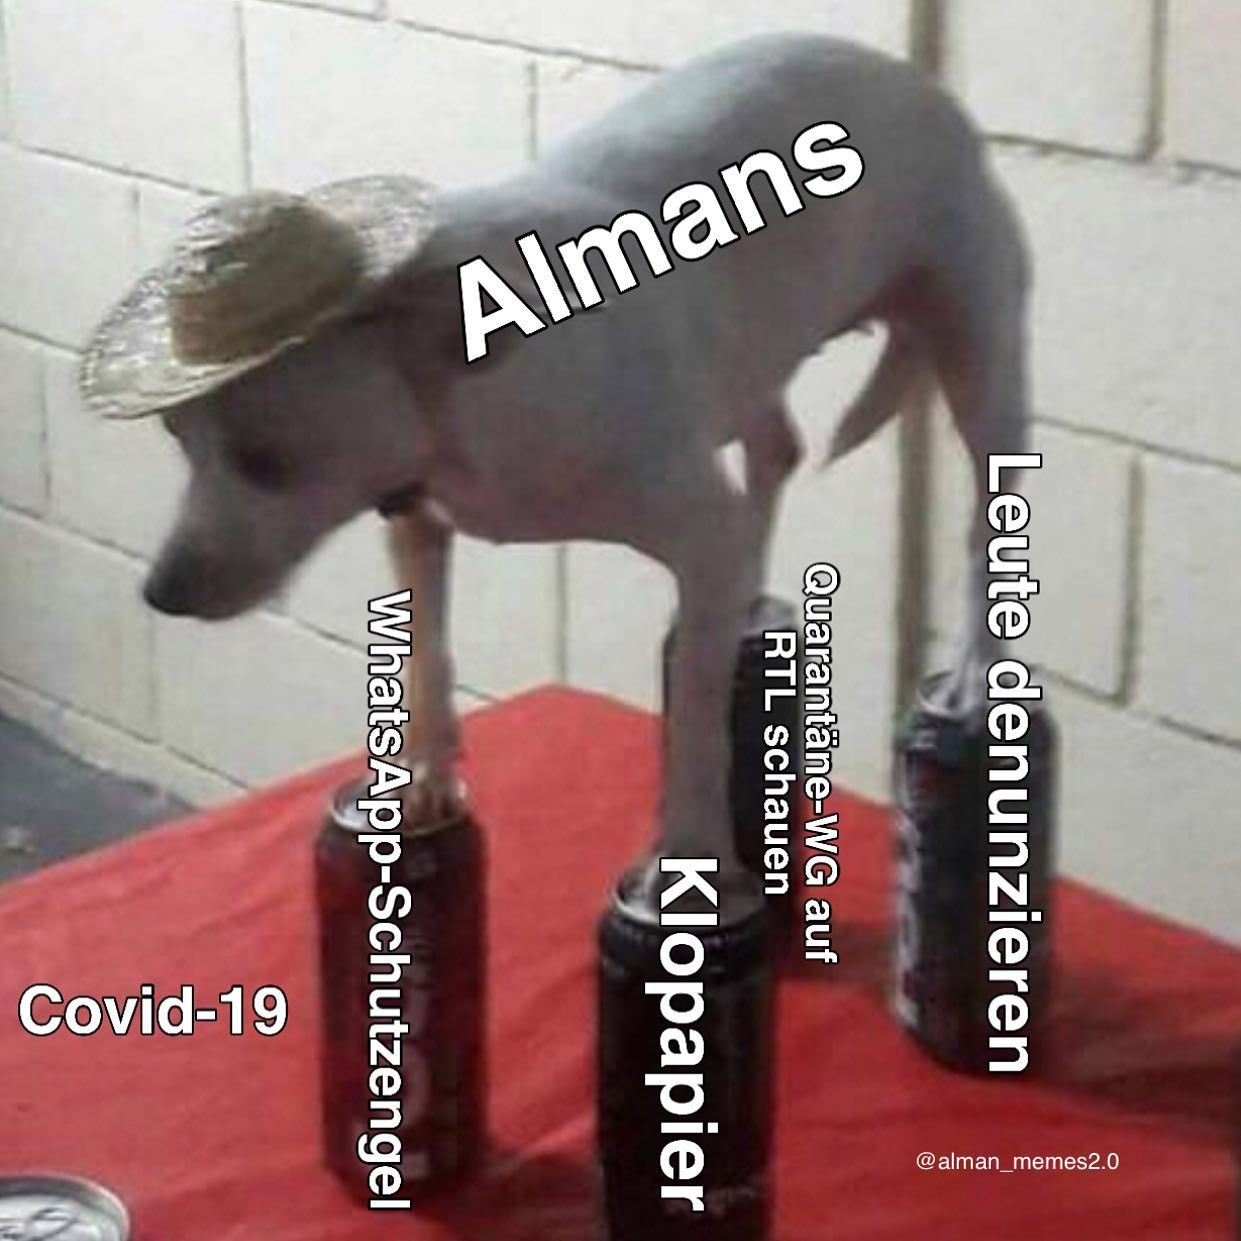 Almans
Leute denunzieren
Quarantäne-WG auf
RTL schauen
WhatsApp-Schutzengel
Klopapier
Covid-19
@alman_memes2.0